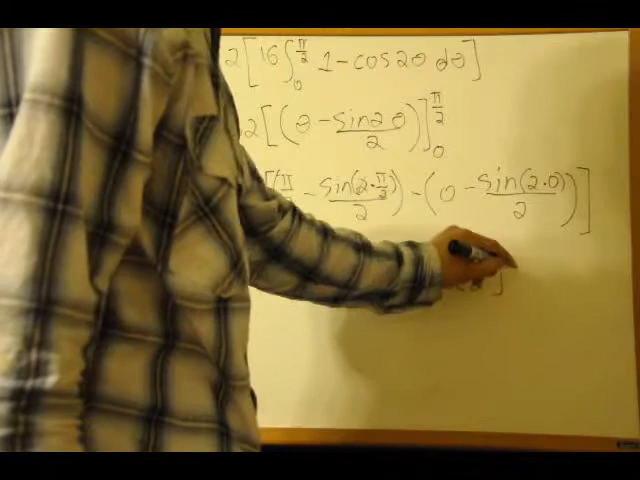 2[16∫₀^(π/2) 1 - cos2θ dθ]
2[(θ - sin2θ/2)]₀^(π/2)
[(π/2 - sin(2·π/2)/2) - (0 - sin(2·0)/2)]
]